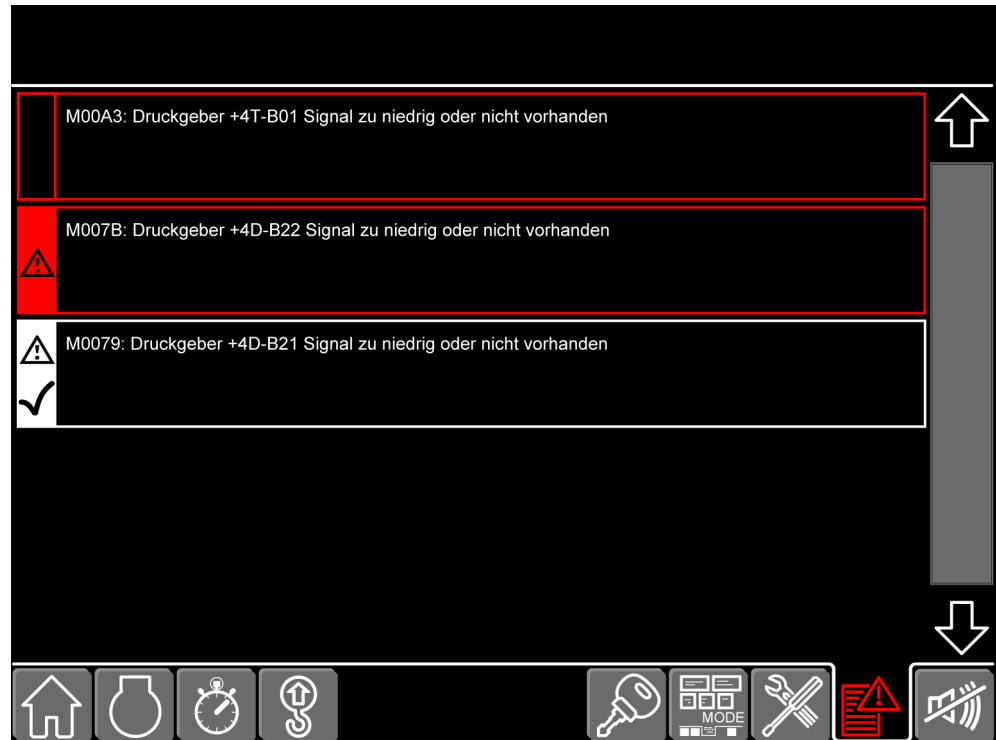 M00A3: Druckgeber +4T-B01 Signal zu niedrig oder nicht vorhanden
M007B: Druckgeber +4D-B22 Signal zu niedrig oder nicht vorhanden
M0079: Druckgeber +4D-B21 Signal zu niedrig oder nicht vorhanden
MODE